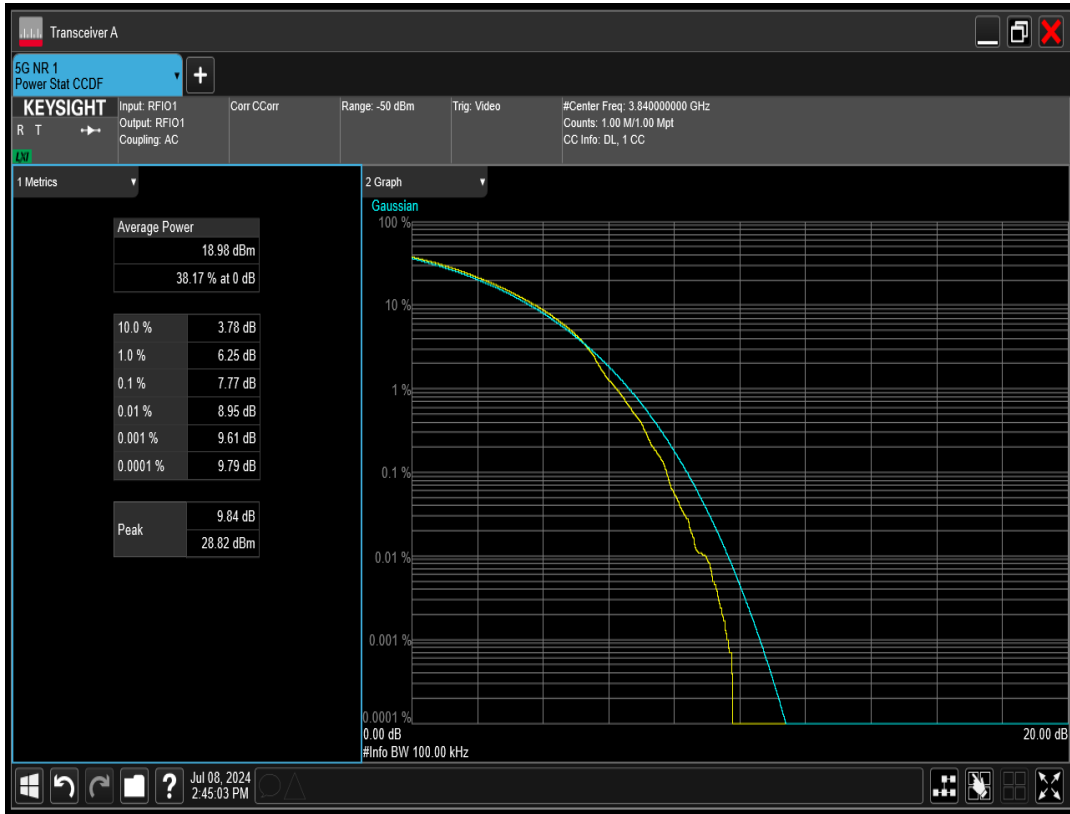 Transceiver A
5G NR 1
Power Stat CCDF
+
KEYSIGHT
R T
LXI
Input: RFIO1
Output: RFIO1
Coupling: AC
Corr CCorr
Range: -50 dBm
Trig: Video
#Center Freq: 3.840000000 GHz
Counts: 1.00 M/1.00 Mpt
CC Info: DL, 1 CC
1 Metrics
Average Power
18.98 dBm
38.17 % at 0 dB
10.0 % 3.78 dB
1.0 % 6.25 dB
0.1 % 7.77 dB
0.01 % 8.95 dB
0.001 % 9.61 dB
0.0001 % 9.79 dB
Peak
9.84 dB
28.82 dBm
2 Graph
Gaussian
100 %
10 %
1 %
0.1 %
0.01 %
0.001 %
0.0001 %
0.00 dB
20.00 dB
#Info BW 100.00 kHz
?
Jul 08, 2024
2:45:03 PM